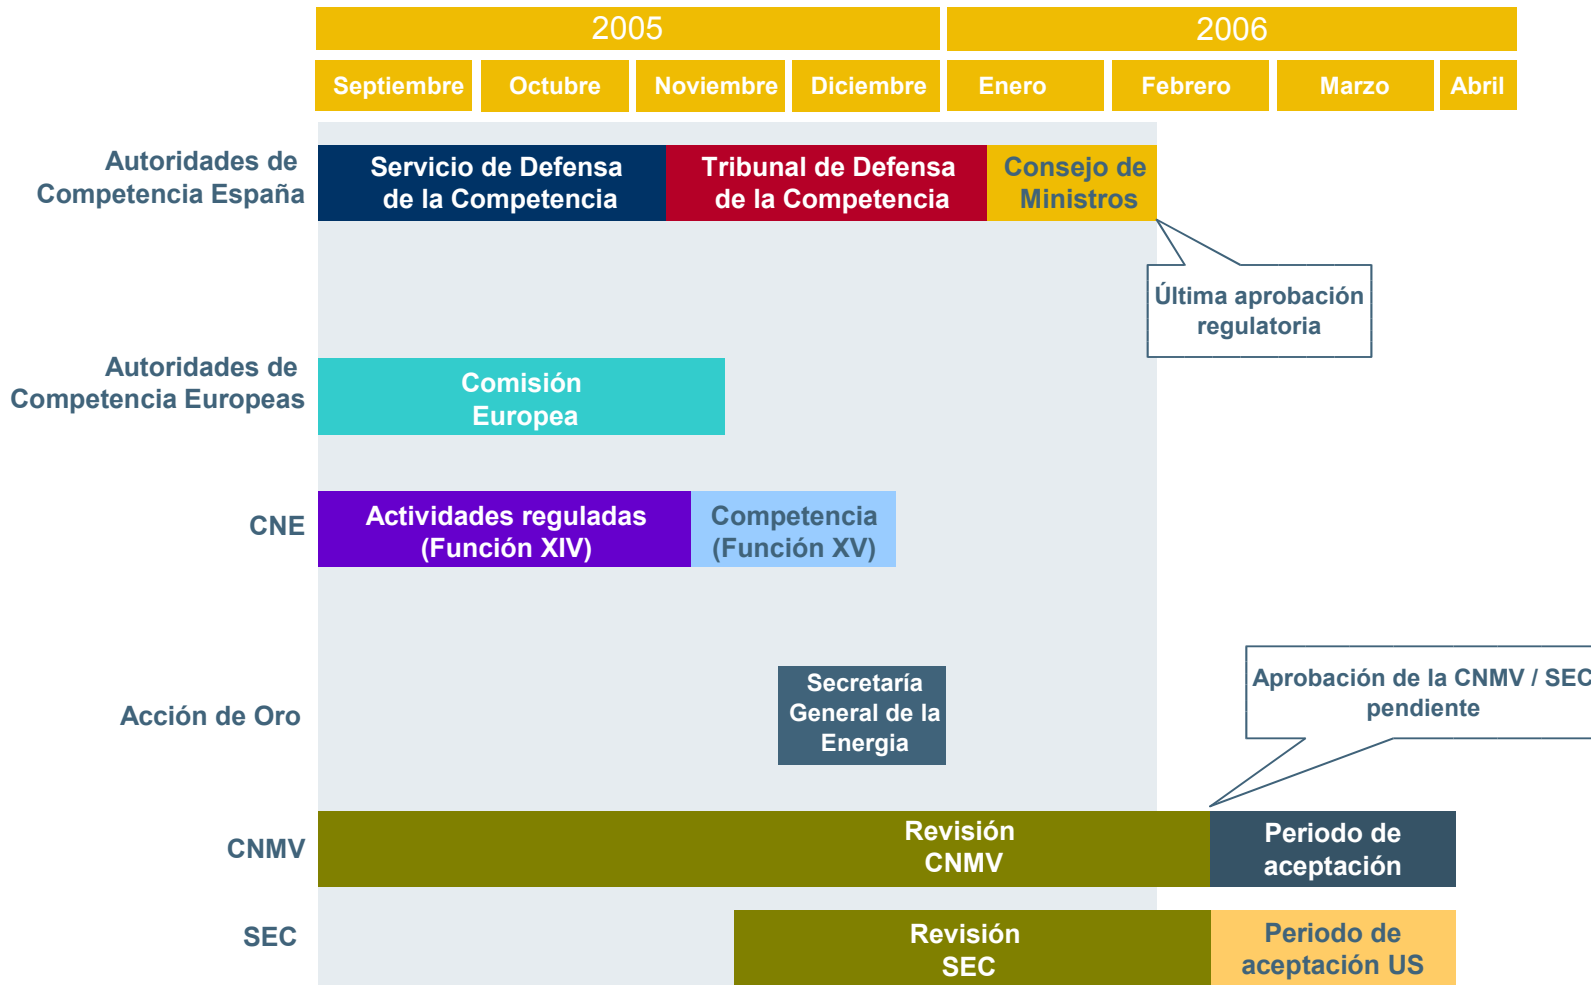 2005
2006
Septiembre
Octubre
Noviembre
Diciembre
Enero
Febrero
Marzo
Abril
Autoridades de
Competencia España
Servicio de Defensa
de la Competencia
Tribunal de Defensa
de la Competencia
Consejo de
Ministros
Última aprobación
regulatoria
Autoridades de
Competencia Europeas
Comisión
Europea
CNE
Actividades reguladas
(Función XIV)
Competencia
(Función XV)
Acción de Oro
Secretaría
General de la
Energia
Aprobación de la CNMV / SEC
pendiente
CNMV
Revisión
CNMV
Periodo de
aceptación
SEC
Revisión
SEC
Periodo de
aceptación US